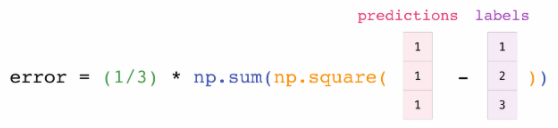 predictions labels
1 1
error = (1/3) * np.sum(np.square( 1 - 2 ))
1 3